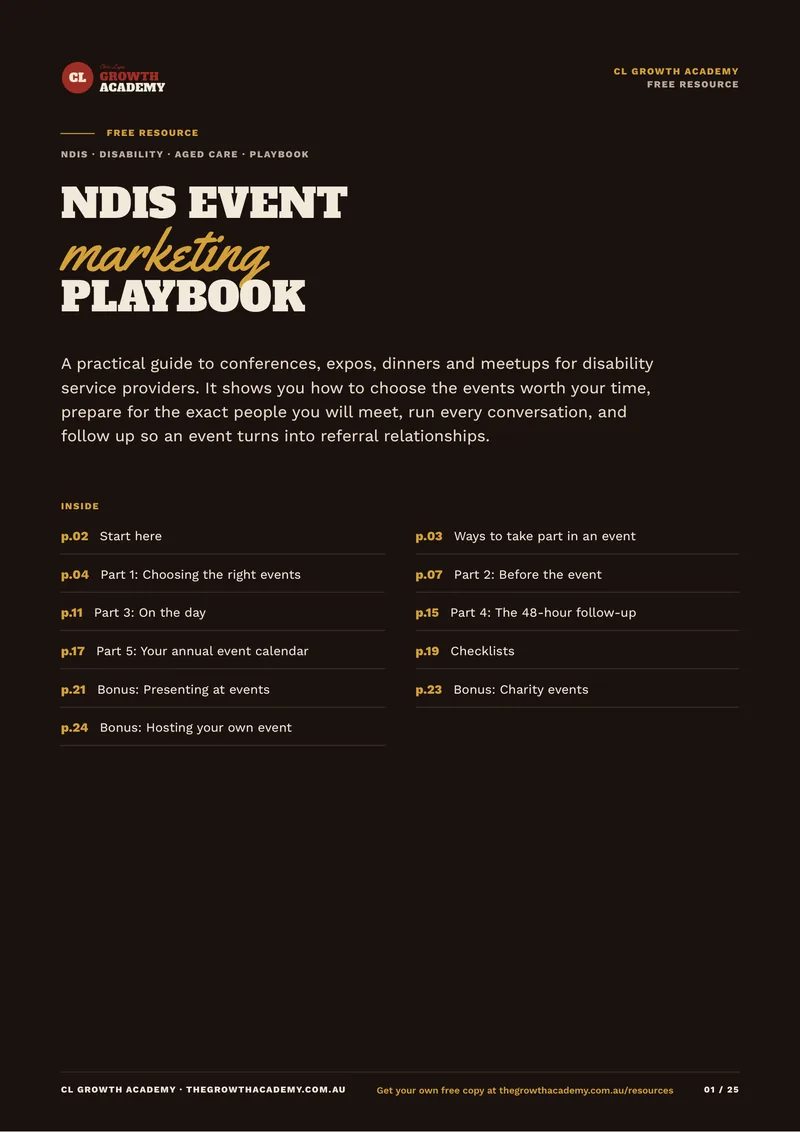 CL
GROWTH
ACADEMY
CL GROWTH ACADEMY
FREE RESOURCE
FREE RESOURCE
NDIS · DISABILITY · AGED CARE · PLAYBOOK
NDIS EVENT
marketing
PLAYBOOK
A practical guide to conferences, expos, dinners and meetups for disability
service providers. It shows you how to choose the events worth your time,
prepare for the exact people you will meet, run every conversation, and
follow up so an event turns into referral relationships.
INSIDE
p.02 Start here
p.03 Ways to take part in an event
p.04 Part 1: Choosing the right events
p.07 Part 2: Before the event
p.11 Part 3: On the day
p.15 Part 4: The 48-hour follow-up
p.17 Part 5: Your annual event calendar
p.19 Checklists
p.21 Bonus: Presenting at events
p.23 Bonus: Charity events
p.24 Bonus: Hosting your own event
CL GROWTH ACADEMY · THEGROWTHACADEMY.COM.AU
Get your own free copy at thegrowthacademy.com.au/resources
01 / 25